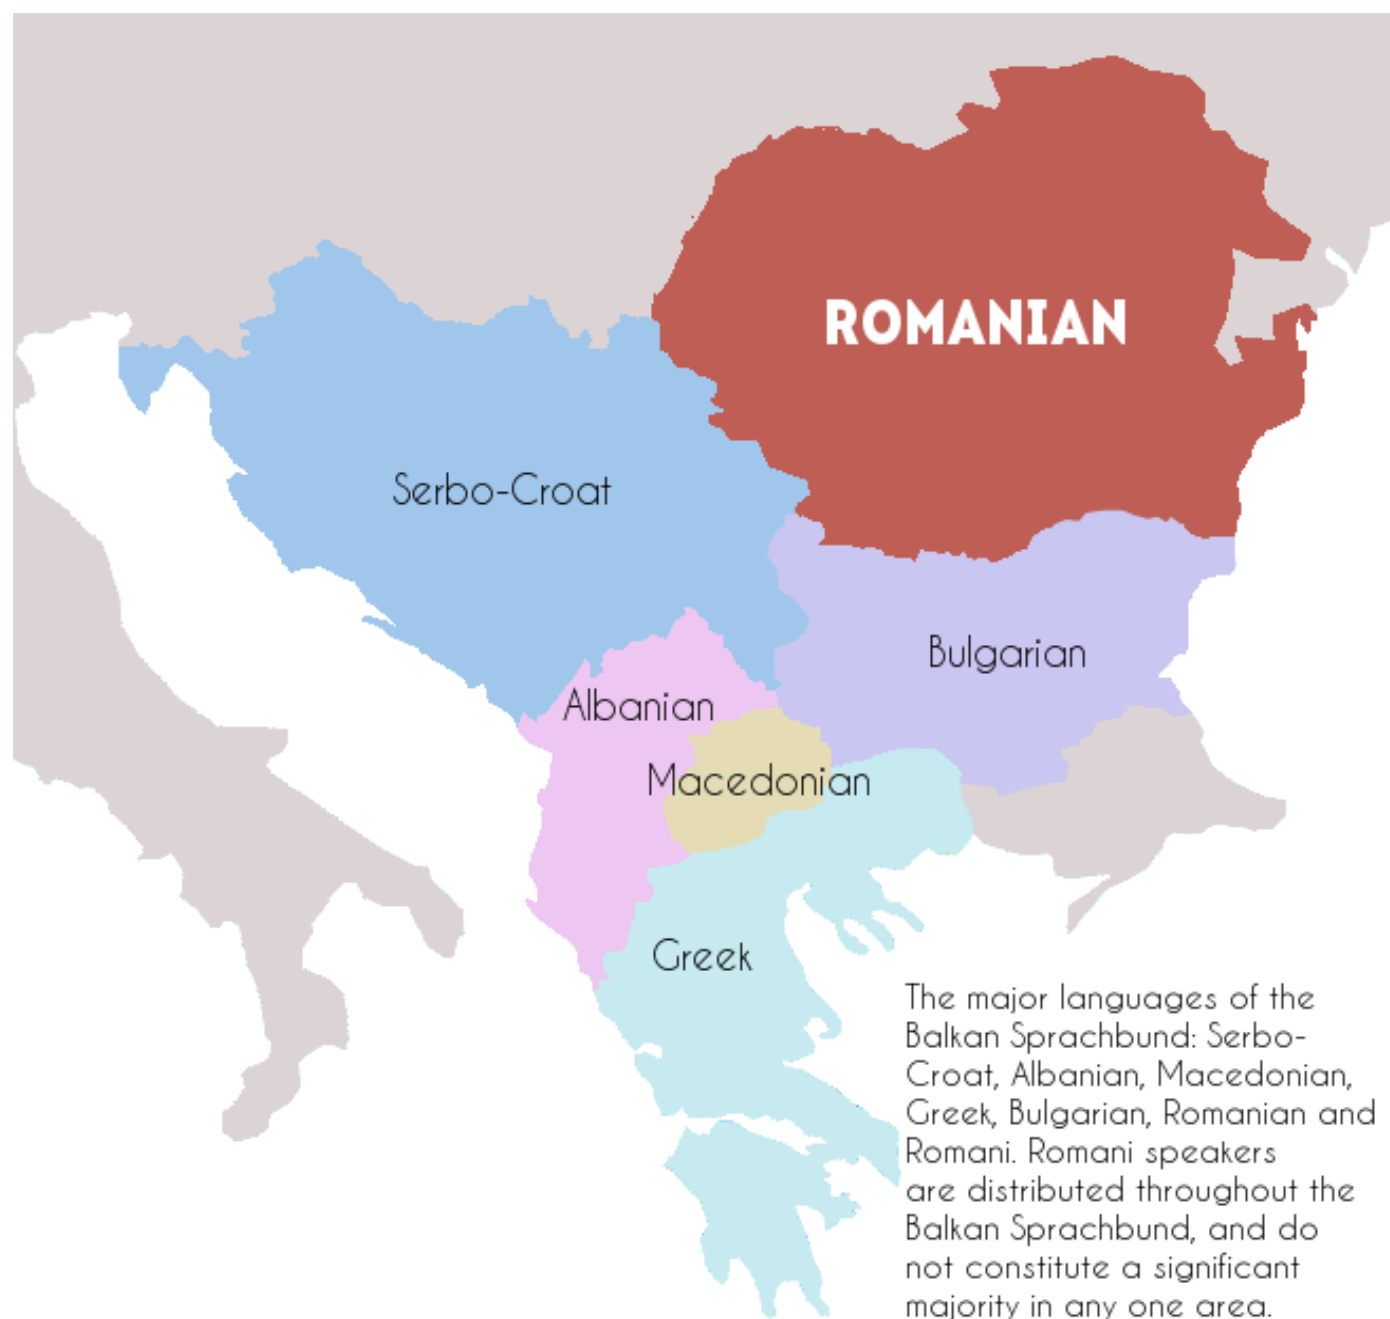 ROMANIAN
Serbo-Croat
Bulgarian
Albanian
Macedonian
Greek
The major languages of the
Balkan Sprachbund: Serbo-
Croat, Albanian, Macedonian,
Greek, Bulgarian, Romanian and
Romani. Romani speakers
are distributed throughout the
Balkan Sprachbund, and do
not constitute a significant
majority in any one area.